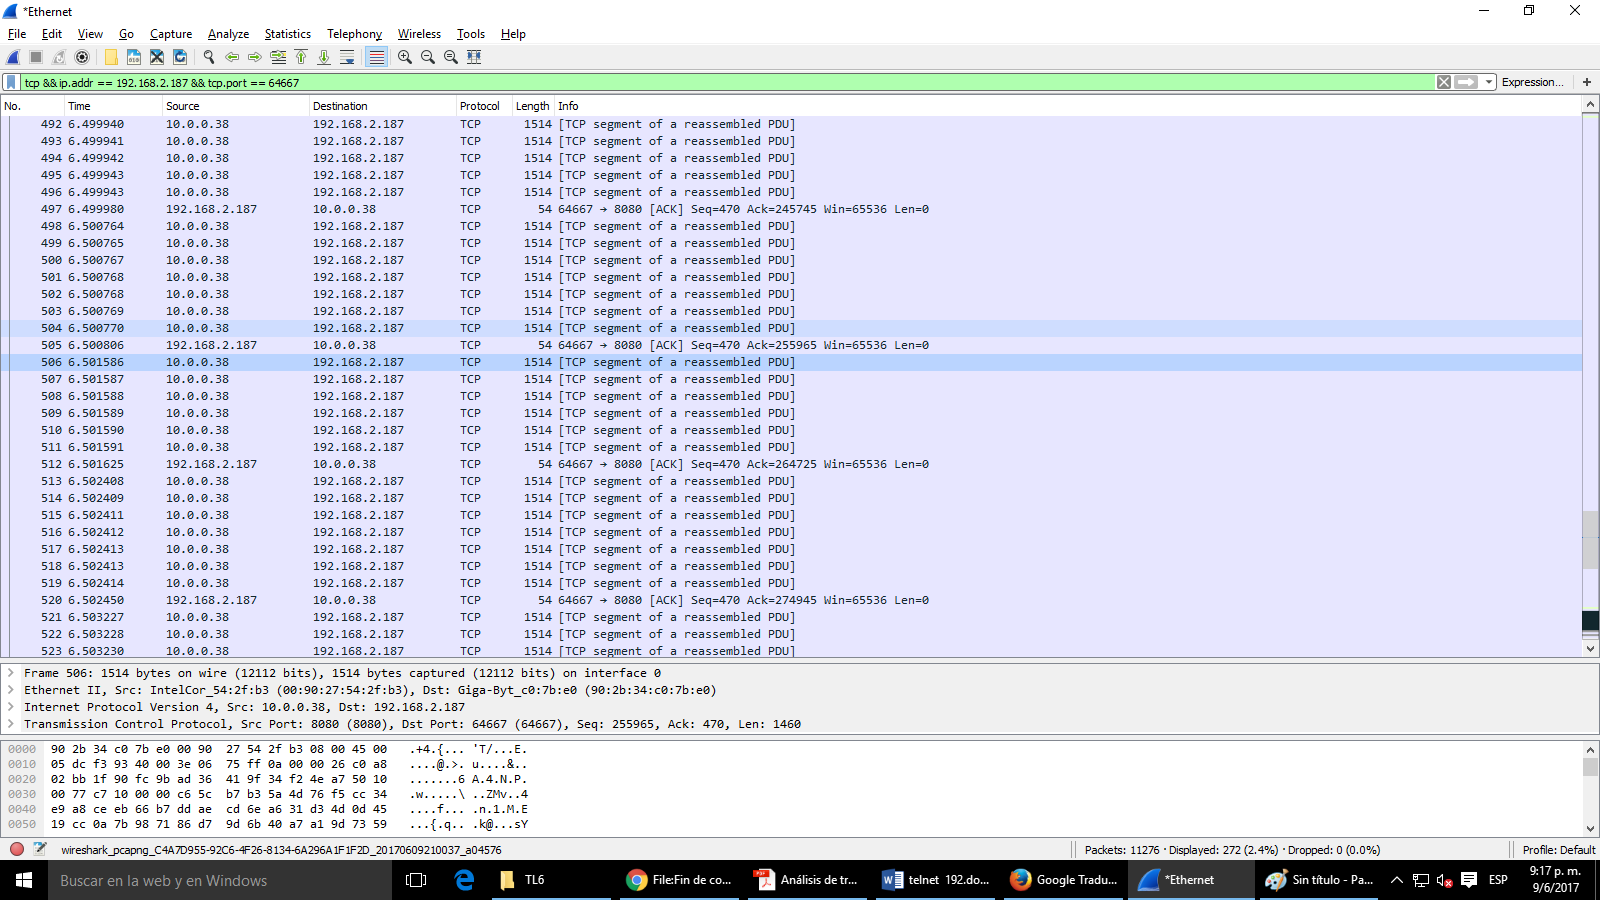 *Ethernet
File Edit View Go Capture Analyze Statistics Telephony Wireless Tools Help
tcp && ip.addr == 192.168.2.187 && tcp.port == 64667 Expression... +
No. Time Source Destination Protocol Length Info
492 6.499940 10.0.0.38 192.168.2.187 TCP 1514 [TCP segment of a reassembled PDU]
493 6.499941 10.0.0.38 192.168.2.187 TCP 1514 [TCP segment of a reassembled PDU]
494 6.499942 10.0.0.38 192.168.2.187 TCP 1514 [TCP segment of a reassembled PDU]
495 6.499943 10.0.0.38 192.168.2.187 TCP 1514 [TCP segment of a reassembled PDU]
496 6.499943 10.0.0.38 192.168.2.187 TCP 1514 [TCP segment of a reassembled PDU]
497 6.499980 192.168.2.187 10.0.0.38 TCP 54 64667 → 8080 [ACK] Seq=470 Ack=245745 Win=65536 Len=0
498 6.500764 10.0.0.38 192.168.2.187 TCP 1514 [TCP segment of a reassembled PDU]
499 6.500765 10.0.0.38 192.168.2.187 TCP 1514 [TCP segment of a reassembled PDU]
500 6.500767 10.0.0.38 192.168.2.187 TCP 1514 [TCP segment of a reassembled PDU]
501 6.500768 10.0.0.38 192.168.2.187 TCP 1514 [TCP segment of a reassembled PDU]
502 6.500768 10.0.0.38 192.168.2.187 TCP 1514 [TCP segment of a reassembled PDU]
503 6.500769 10.0.0.38 192.168.2.187 TCP 1514 [TCP segment of a reassembled PDU]
504 6.500770 10.0.0.38 192.168.2.187 TCP 1514 [TCP segment of a reassembled PDU]
505 6.500806 192.168.2.187 10.0.0.38 TCP 54 64667 → 8080 [ACK] Seq=470 Ack=255965 Win=65536 Len=0
506 6.501586 10.0.0.38 192.168.2.187 TCP 1514 [TCP segment of a reassembled PDU]
507 6.501587 10.0.0.38 192.168.2.187 TCP 1514 [TCP segment of a reassembled PDU]
508 6.501588 10.0.0.38 192.168.2.187 TCP 1514 [TCP segment of a reassembled PDU]
509 6.501589 10.0.0.38 192.168.2.187 TCP 1514 [TCP segment of a reassembled PDU]
510 6.501590 10.0.0.38 192.168.2.187 TCP 1514 [TCP segment of a reassembled PDU]
511 6.501591 10.0.0.38 192.168.2.187 TCP 1514 [TCP segment of a reassembled PDU]
512 6.501625 192.168.2.187 10.0.0.38 TCP 54 64667 → 8080 [ACK] Seq=470 Ack=264725 Win=65536 Len=0
513 6.502408 10.0.0.38 192.168.2.187 TCP 1514 [TCP segment of a reassembled PDU]
514 6.502409 10.0.0.38 192.168.2.187 TCP 1514 [TCP segment of a reassembled PDU]
515 6.502411 10.0.0.38 192.168.2.187 TCP 1514 [TCP segment of a reassembled PDU]
516 6.502412 10.0.0.38 192.168.2.187 TCP 1514 [TCP segment of a reassembled PDU]
517 6.502413 10.0.0.38 192.168.2.187 TCP 1514 [TCP segment of a reassembled PDU]
518 6.502413 10.0.0.38 192.168.2.187 TCP 1514 [TCP segment of a reassembled PDU]
519 6.502414 10.0.0.38 192.168.2.187 TCP 1514 [TCP segment of a reassembled PDU]
520 6.502450 192.168.2.187 10.0.0.38 TCP 54 64667 → 8080 [ACK] Seq=470 Ack=274945 Win=65536 Len=0
521 6.503227 10.0.0.38 192.168.2.187 TCP 1514 [TCP segment of a reassembled PDU]
522 6.503228 10.0.0.38 192.168.2.187 TCP 1514 [TCP segment of a reassembled PDU]
523 6.503230 10.0.0.38 192.168.2.187 TCP 1514 [TCP segment of a reassembled PDU]
Frame 506: 1514 bytes on wire (12112 bits), 1514 bytes captured (12112 bits) on interface 0
Ethernet II, Src: IntelCor_54:2f:b3 (00:90:27:54:2f:b3), Dst: Giga-Byt_c0:7b:e0 (90:2b:34:c0:7b:e0)
Internet Protocol Version 4, Src: 10.0.0.38, Dst: 192.168.2.187
Transmission Control Protocol, Src Port: 8080 (8080), Dst Port: 64667 (64667), Seq: 255965, Ack: 470, Len: 1460
0000 90 2b 34 c0 7b e0 00 90 27 54 2f b3 08 00 45 00 .+4.{... 'T/...E.
0010 05 dc f3 93 40 00 3e 06 75 ff 0a 00 00 26 c0 a8 ....@.>. u....&..
0020 02 bb 1f 90 fc 9b ad 36 41 9f 34 f2 4e a7 50 10 .......6 A.4.N.P.
0030 00 77 c7 10 00 00 c6 5c b7 b3 5a 4d 76 f5 cc 34 .w.....\ ..ZMv..4
0040 e9 a8 ce eb 66 b7 dd ae cd 6e a6 31 d3 4d 0d 45 ....f... .n.1.M.E
0050 19 cc 0a 7b 98 71 86 d7 9d 6b 40 a7 a1 9d 73 59 ...{.q.. .k@...sY
wireshark_pcapng_C4A7D955-92C6-4F26-8134-6A296A1F1F2D_20170609210037_a04576 Packets: 11276 · Displayed: 272 (2.4%) · Dropped: 0 (0.0%) Profile: Default
Buscar en la web y en Windows TL6 File:Fin de co... Análisis de tr... telnet 192.do... Google Tradu... *Ethernet Sin título - Pa... ESP 9:17 p. m.
9/6/2017